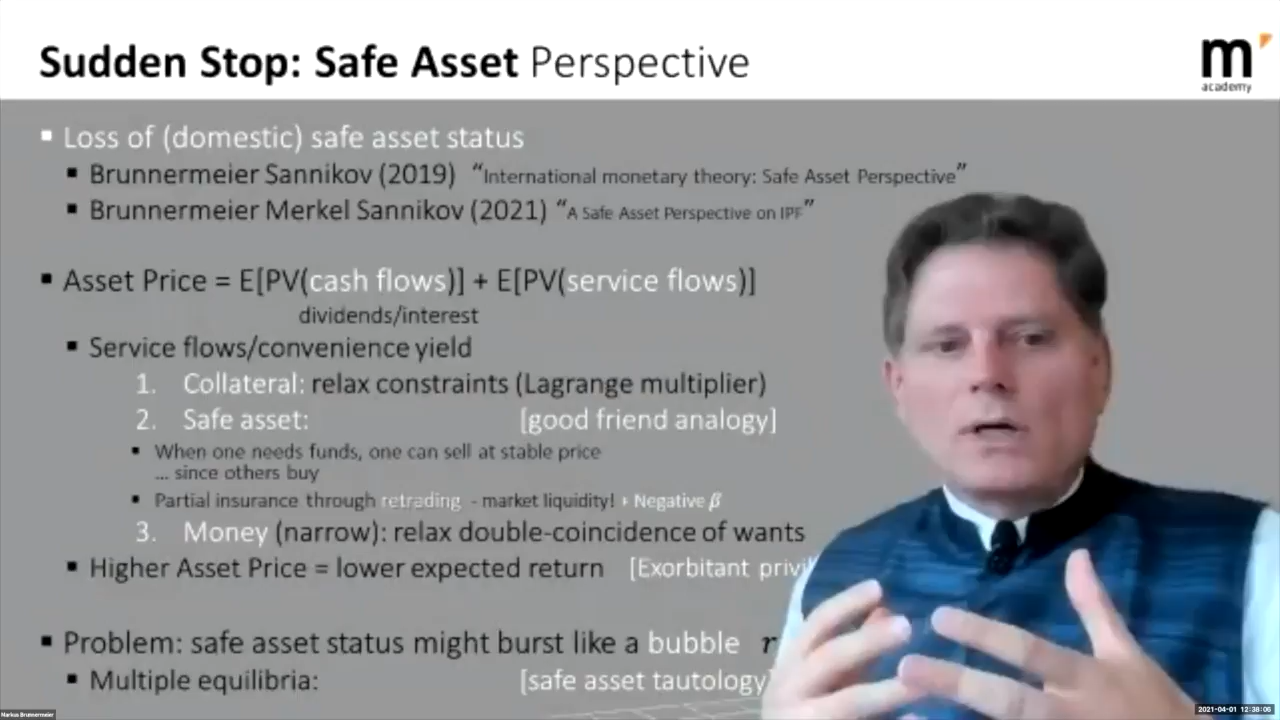 Sudden Stop: Safe Asset Perspective
m
academy
▪ Loss of (domestic) safe asset status
▪ Brunnermeier Sannikov (2019) “International monetary theory: Safe Asset Perspective”
▪ Brunnermeier Merkel Sannikov (2021) “A Safe Asset Perspective on IPF”
▪ Asset Price = E[PV(cash flows)] + E[PV(service flows)]
dividends/interest
▪ Service flows/convenience yield
1. Collateral: relax constraints (Lagrange multiplier)
2. Safe asset: [good friend analogy]
▪ When one needs funds, one can sell at stable price
... since others buy
▪ Partial insurance through retrading - market liquidity! + Negative β
3. Money (narrow): relax double-coincidence of wants
▪ Higher Asset Price = lower expected return [Exorbitant
▪ Problem: safe asset status might burst like a bubble r
▪ Multiple equilibria: [safe asset tautology]
Markus Brunnermeier
2021-04-01 12:38:06